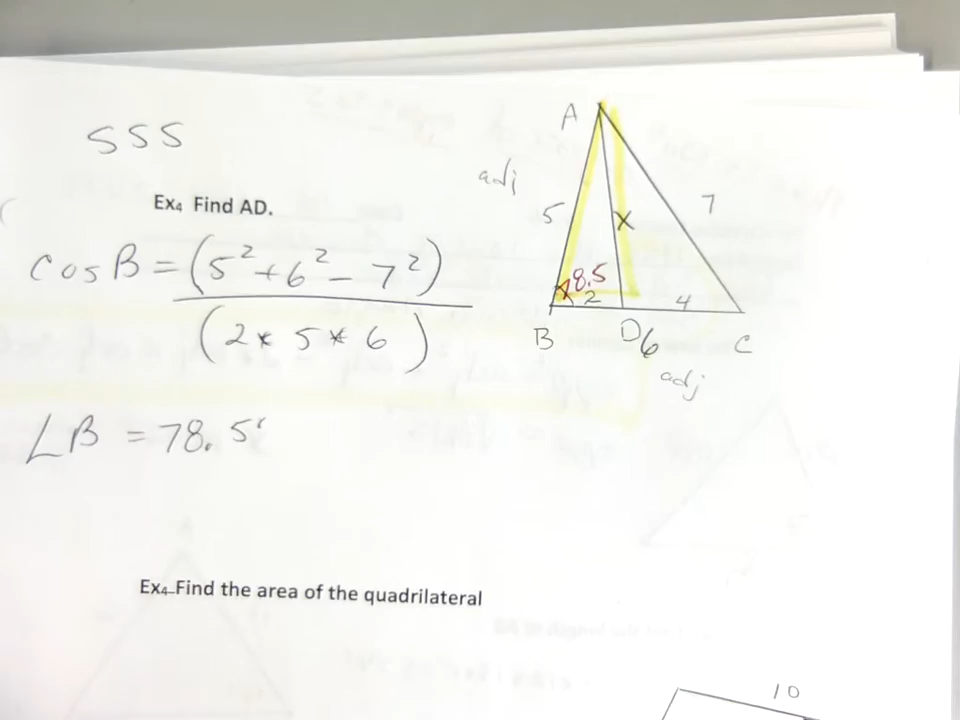 SSS
Ex4 Find AD.
cosB = (5²+6²-7²)
(2* 5 * 6)
∠B = 78.5°
A
adj
5
x
7
78.5
2
4
B
D
6
C
adj
Ex4 Find the area of the quadrilateral
10